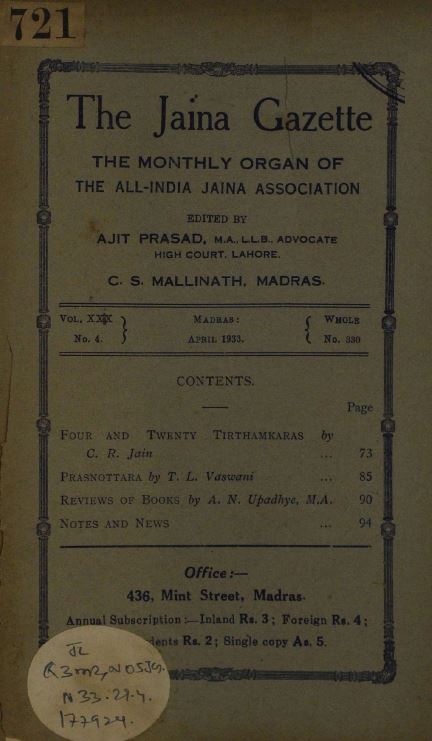 721
The Jaina Gazette
THE MONTHLY ORGAN OF
THE ALL-INDIA JAINA ASSOCIATION
EDITED BY
AJIT PRASAD, M.A., L.L.B., ADVOCATE
HIGH COURT, LAHORE.
C. S. MALLINATH, MADRAS.
VOL. XXX No. 4.
MADRAS: APRIL 1933.
WHOLE No. 330
CONTENTS.
Page
FOUR AND TWENTY TIRTHAMKARAS by
C. R. Jain ... 73
PRASNOTTARA by T. L. Vaswani ... 85
REVIEWS OF BOOKS by A. N. Upadhye, M.A. 90
NOTES AND NEWS ... 94
Office:—
436, Mint Street, Madras.
Annual Subscription:—Inland Rs. 3; Foreign Rs. 4;
dents Rs. 2; Single copy As. 5.
177924.